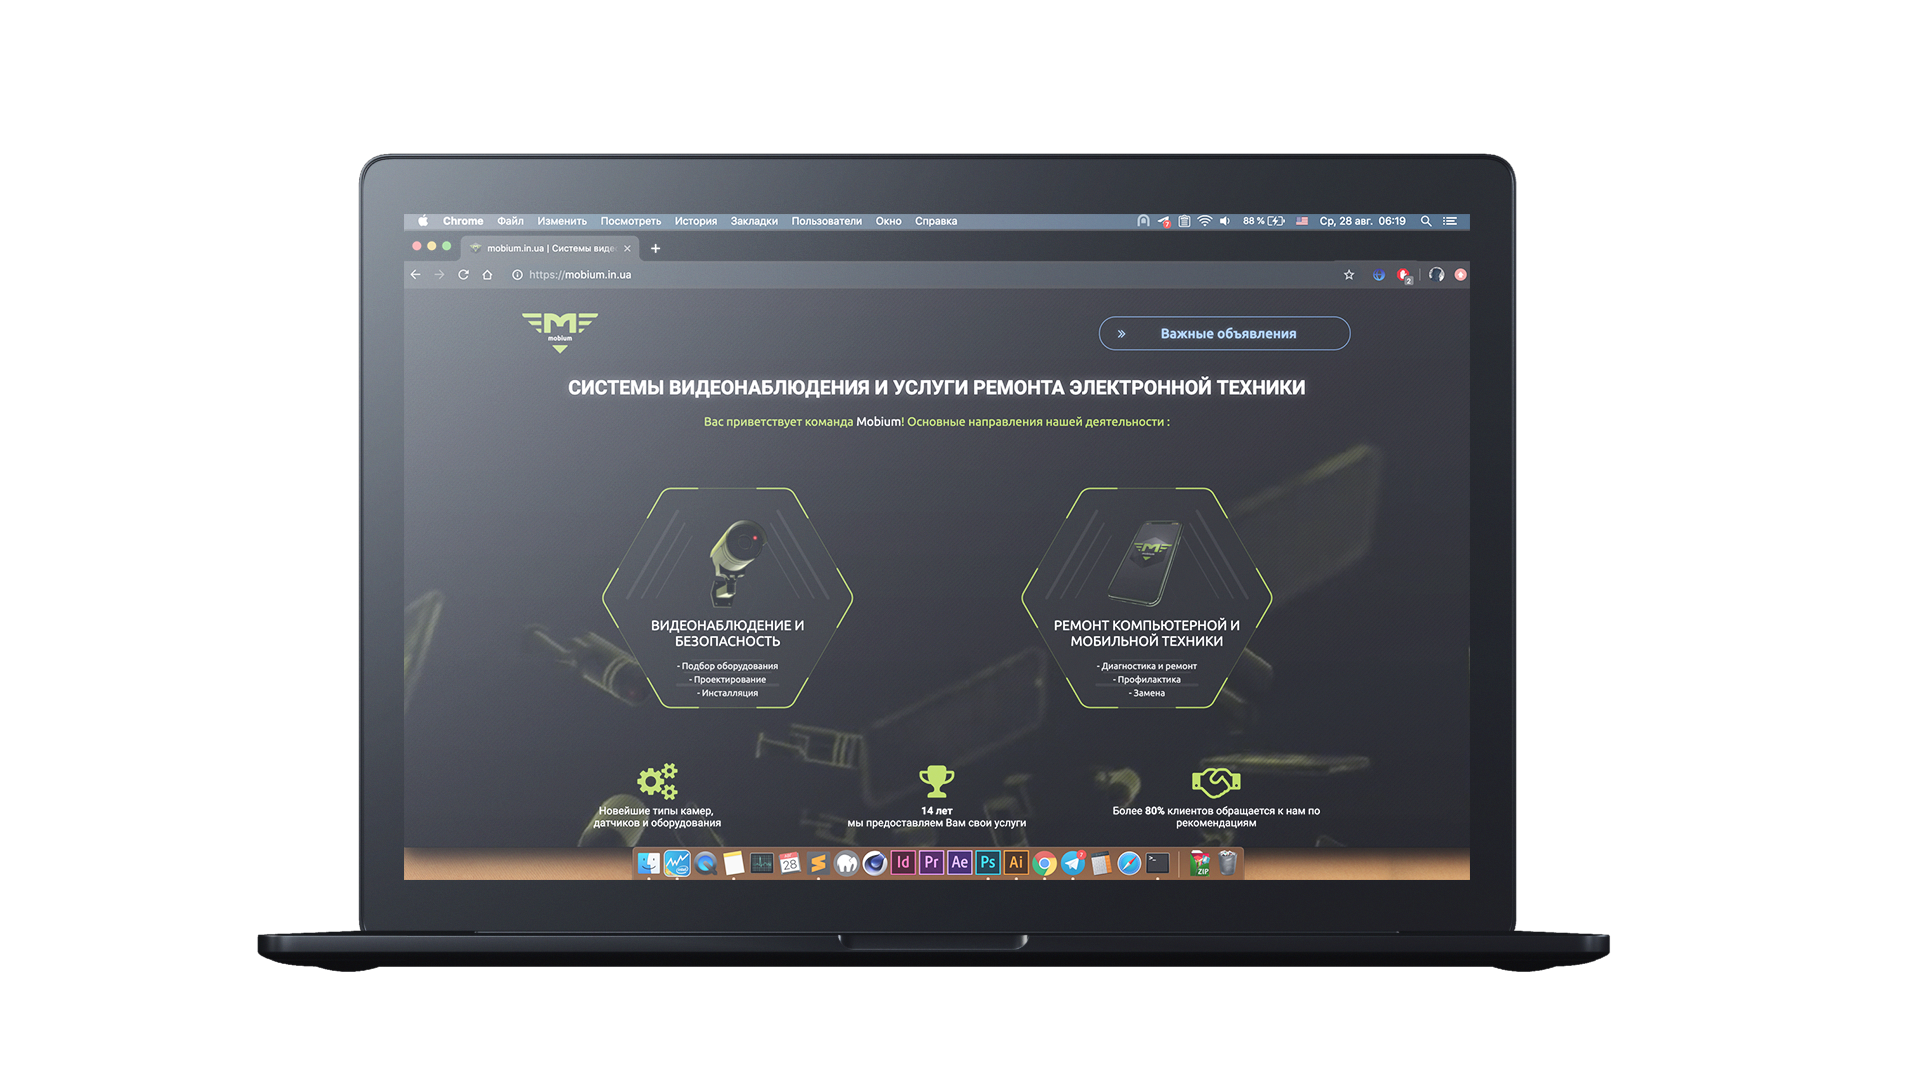 Chrome Файл Изменить Посмотреть История Закладки Пользователи Окно Справка
7 88 % Ср, 28 авг. 06:19
mobium.in.ua | Системы виде
https://mobium.in.ua
2
M
mobium
Важные объявления
СИСТЕМЫ ВИДЕОНАБЛЮДЕНИЯ И УСЛУГИ РЕМОНТА ЭЛЕКТРОННОЙ ТЕХНИКИ
Вас приветствует команда Mobium! Основные направления нашей деятельности :
M
ВИДЕОНАБЛЮДЕНИЕ И
БЕЗОПАСНОСТЬ
- Подбор оборудования
- Проектирование
- Инсталляция
РЕМОНТ КОМПЬЮТЕРНОЙ И
МОБИЛЬНОЙ ТЕХНИКИ
- Диагностика и ремонт
- Профилактика
- Замена
Новейшие типы камер,
датчиков и оборудования
14 лет
мы предоставляем Вам свои услуги
Более 80% клиентов обращается к нам по
рекомендациям
28 Id Pr Ae Ps Ai ZIP